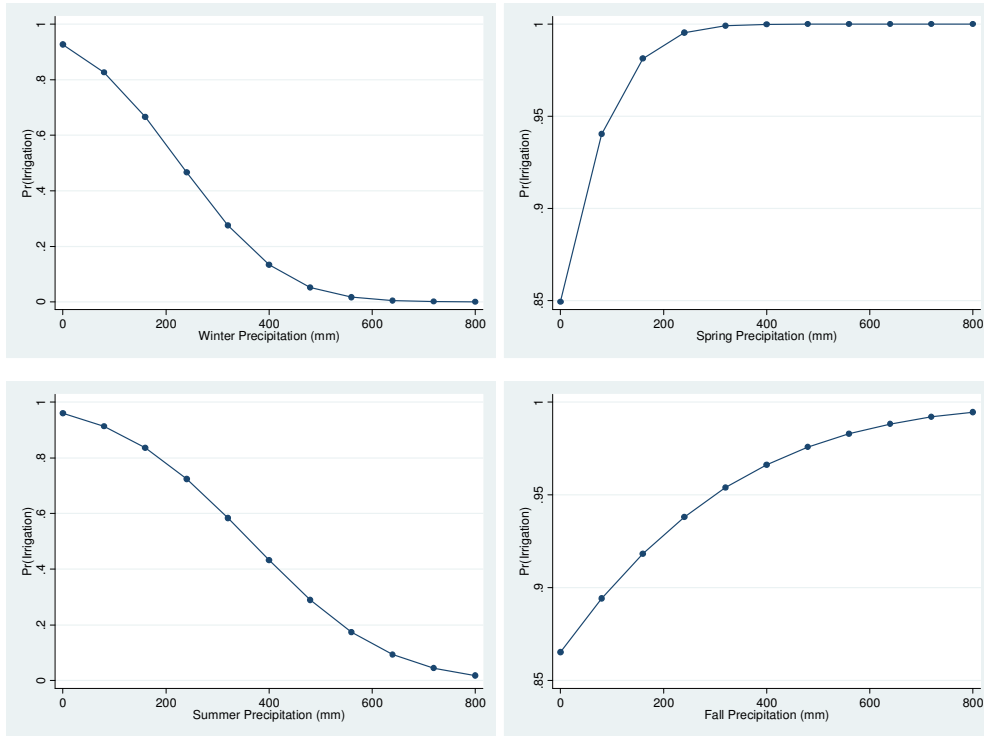 Pr(Irrigation)
1
.8
.6
.4
.2
0
0 200 400 600 800
Winter Precipitation (mm)
Pr(Irrigation)
1
.95
.9
.85
0 200 400 600 800
Spring Precipitation (mm)
Pr(Irrigation)
1
.8
.6
.4
.2
0
0 200 400 600 800
Summer Precipitation (mm)
Pr(Irrigation)
1
.95
.9
.85
0 200 400 600 800
Fall Precipitation (mm)